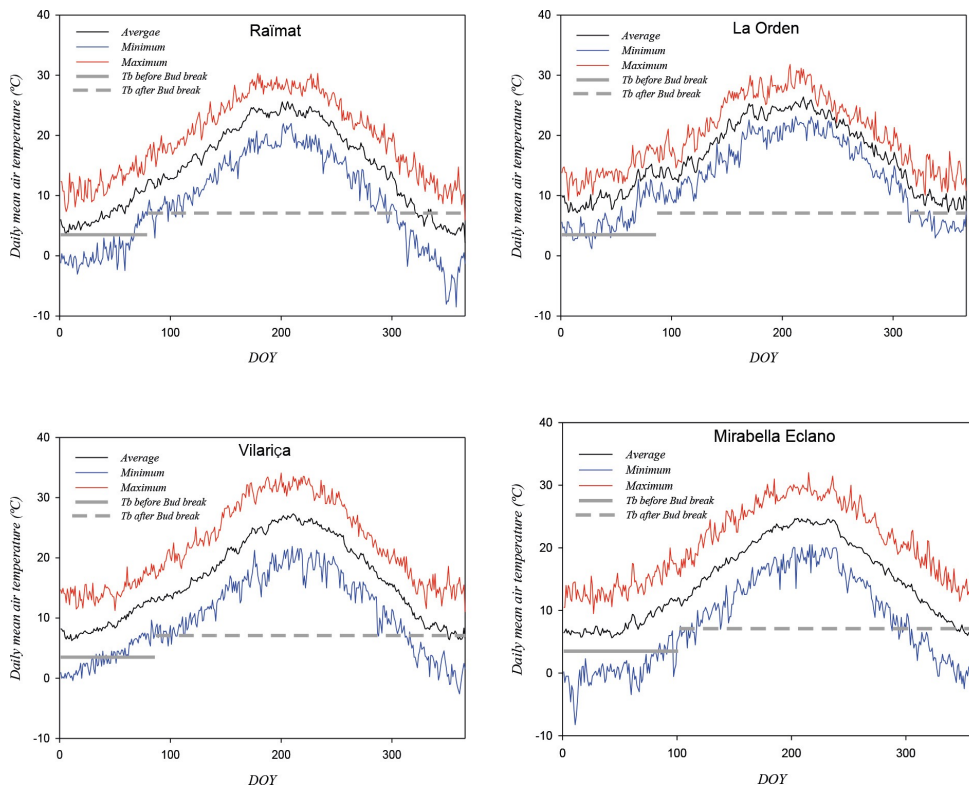 Raïmat
Avergae
Minimum
Maximum
Tb before Bud break
Tb after Bud break
Daily mean air temperature (ºC)
40
30
20
10
0
-10
0
100
200
300
DOY
La Orden
Average
Minimum
Maximum
Tb before Bud break
Tb after Bud break
Daily mean air temperature (ºC)
40
30
20
10
0
-10
0
100
200
300
DOY
Vilariça
Average
Minimum
Maximum
Tb before Bud break
Tb after Bud break
Daily mean air temperature (ºC)
40
30
20
10
0
-10
0
100
200
300
DOY
Mirabella Eclano
Average
Minimum
Maximum
Tb before Bud break
Tb after Bud break
Daily mean air temperature (ºC)
40
30
20
10
0
-10
0
100
200
300
DOY